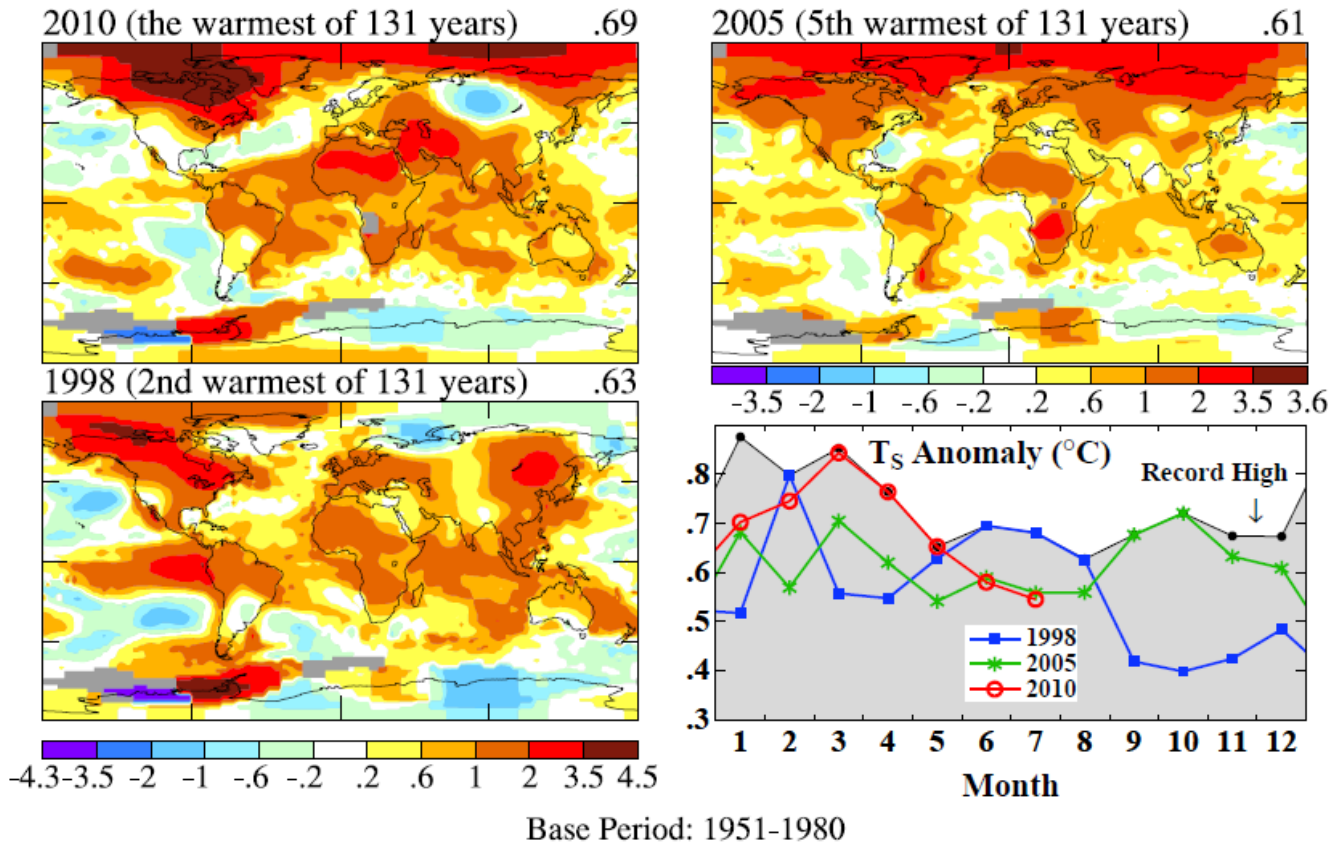 2010 (the warmest of 131 years) .69
2005 (5th warmest of 131 years) .61
1998 (2nd warmest of 131 years) .63
-3.5 -2 -1 -.6 -.2 .2 .6 1 2 3.5 3.6
-4.3 -3.5 -2 -1 -.6 -.2 .2 .6 1 2 3.5 4.5
Tₛ Anomaly (°C)
Record High
↓
.8
.7
.6
.5
.4
.3
1998
2005
2010
1 2 3 4 5 6 7 8 9 10 11 12
Month
Base Period: 1951-1980